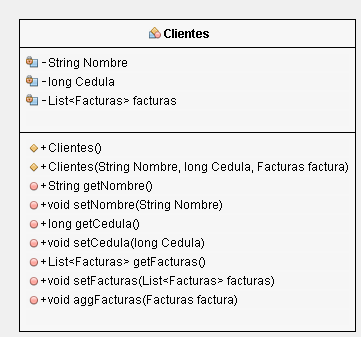 Clientes
-String Nombre
-long Cedula
-List<Facturas> facturas
+Clientes()
+Clientes(String Nombre, long Cedula, Facturas factura)
+String getNombre()
+void setNombre(String Nombre)
+long getCedula()
+void setCedula(long Cedula)
+List<Facturas> getFacturas()
+void setFacturas(List<Facturas> facturas)
+void aggFacturas(Facturas factura)